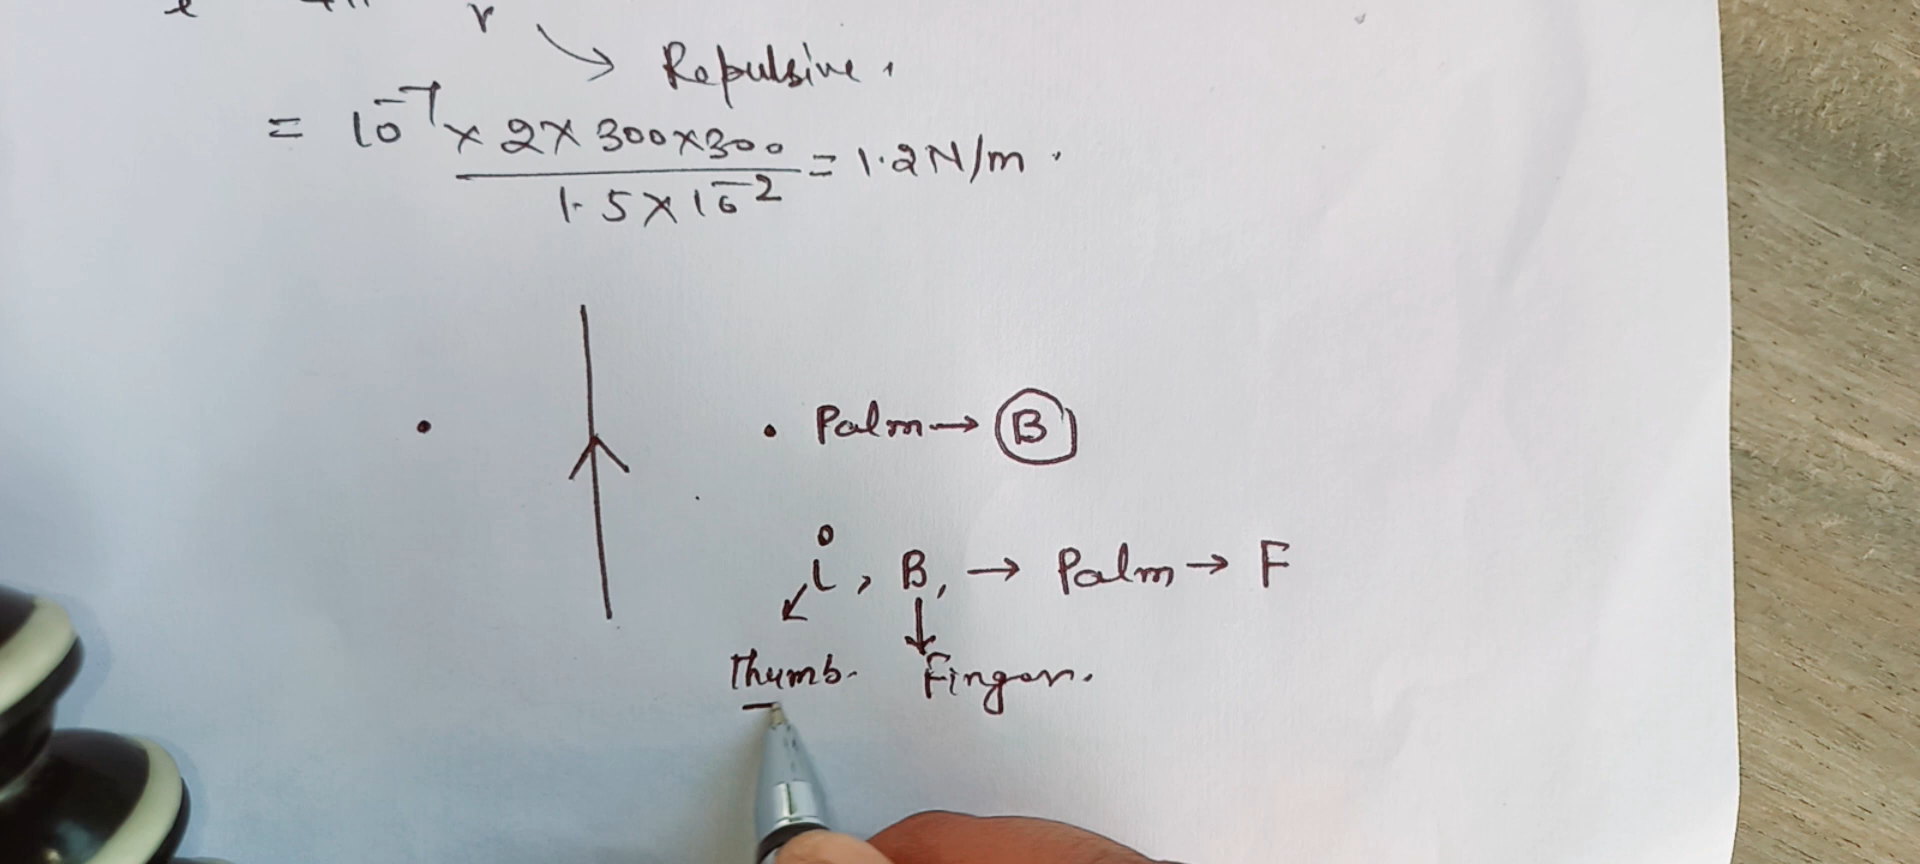 r
→ Repulsive.
= 10⁻⁷ × 2 × 300×300 / 1.5×10⁻² = 1.2 N/m.
Palm → B
i, B, → Palm → F
Thumb. Finger.